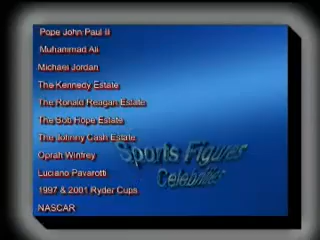 Pope John Paul II
Muhammad Ali
Michael Jordan
The Kennedy Estate
The Ronald Reagan Estate
The Bob Hope Estate
The Johnny Cash Estate
Oprah Winfrey
Luciano Pavarotti
1997 & 2001 Ryder Cups
NASCAR
Sports Figures
Celebrities